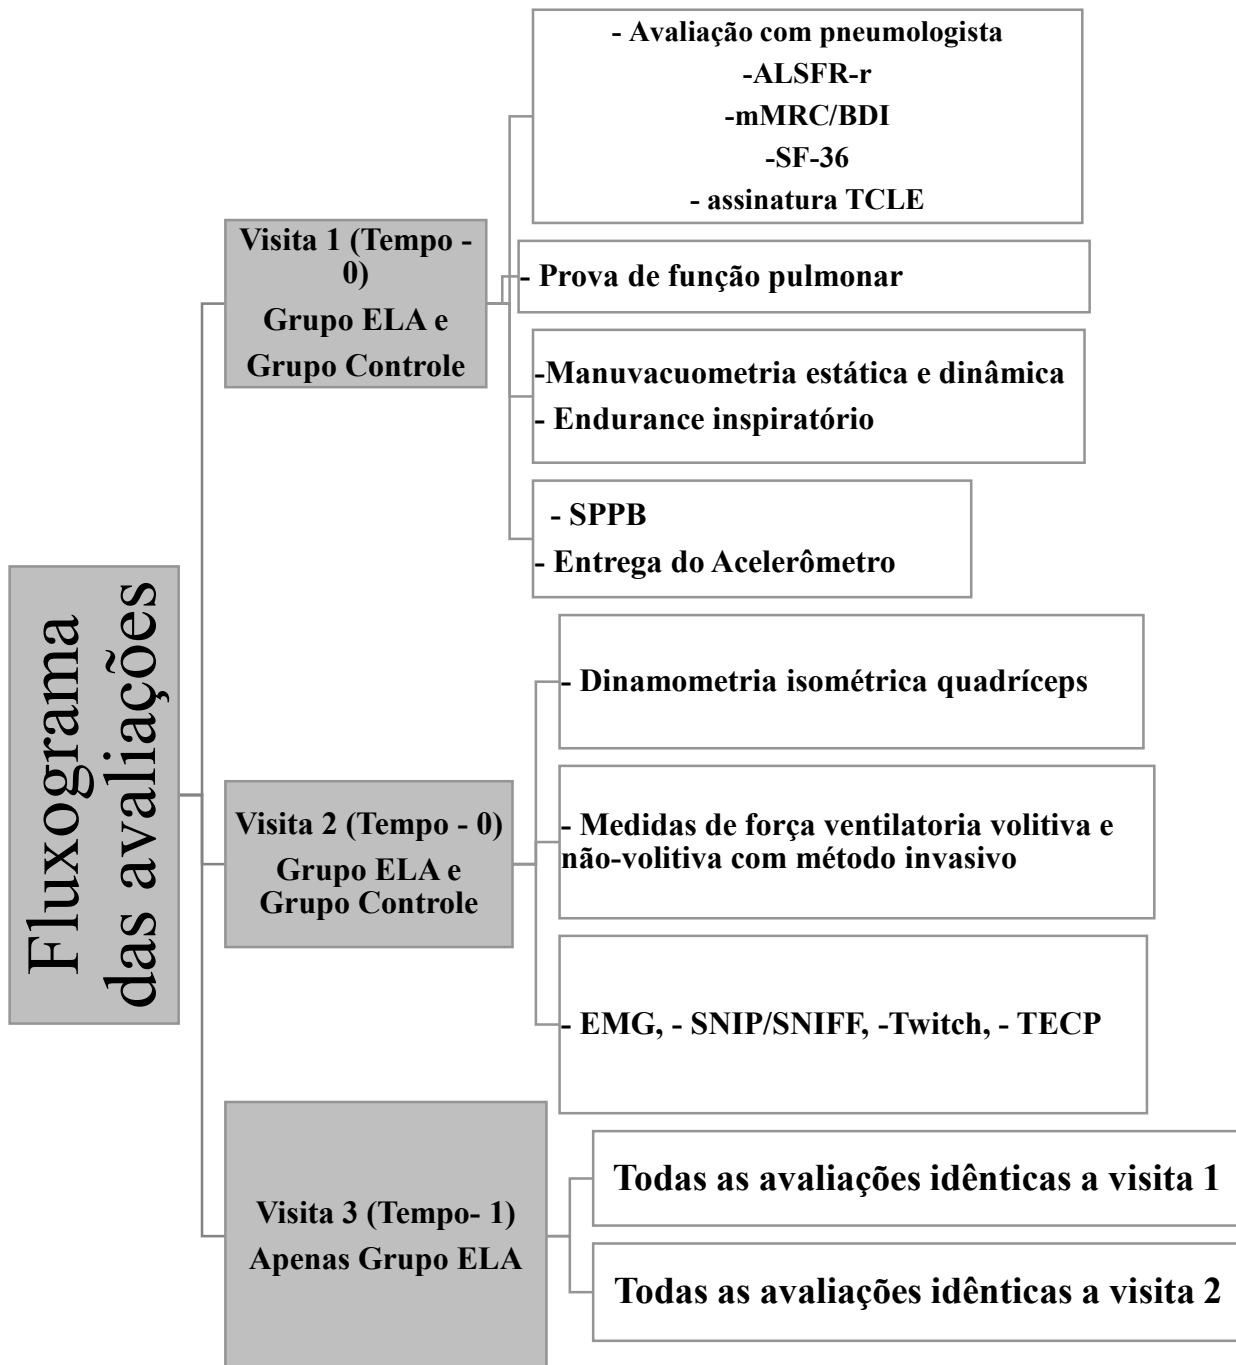 Fluxograma
das avaliações
Visita 1 (Tempo -
0)
Grupo ELA e
Grupo Controle
- Avaliação com pneumologista
-ALSFR-r
-mMRC/BDI
-SF-36
- assinatura TCLE
- Prova de função pulmonar
-Manuvacuometria estática e dinâmica
- Endurance inspiratório
- SPPB
- Entrega do Acelerômetro
Visita 2 (Tempo - 0)
Grupo ELA e
Grupo Controle
- Dinamometria isométrica quadríceps
- Medidas de força ventilatoria volitiva e
não-volitiva com método invasivo
- EMG, - SNIP/SNIFF, -Twitch, - TECP
Visita 3 (Tempo- 1)
Apenas Grupo ELA
Todas as avaliações idênticas a visita 1
Todas as avaliações idênticas a visita 2